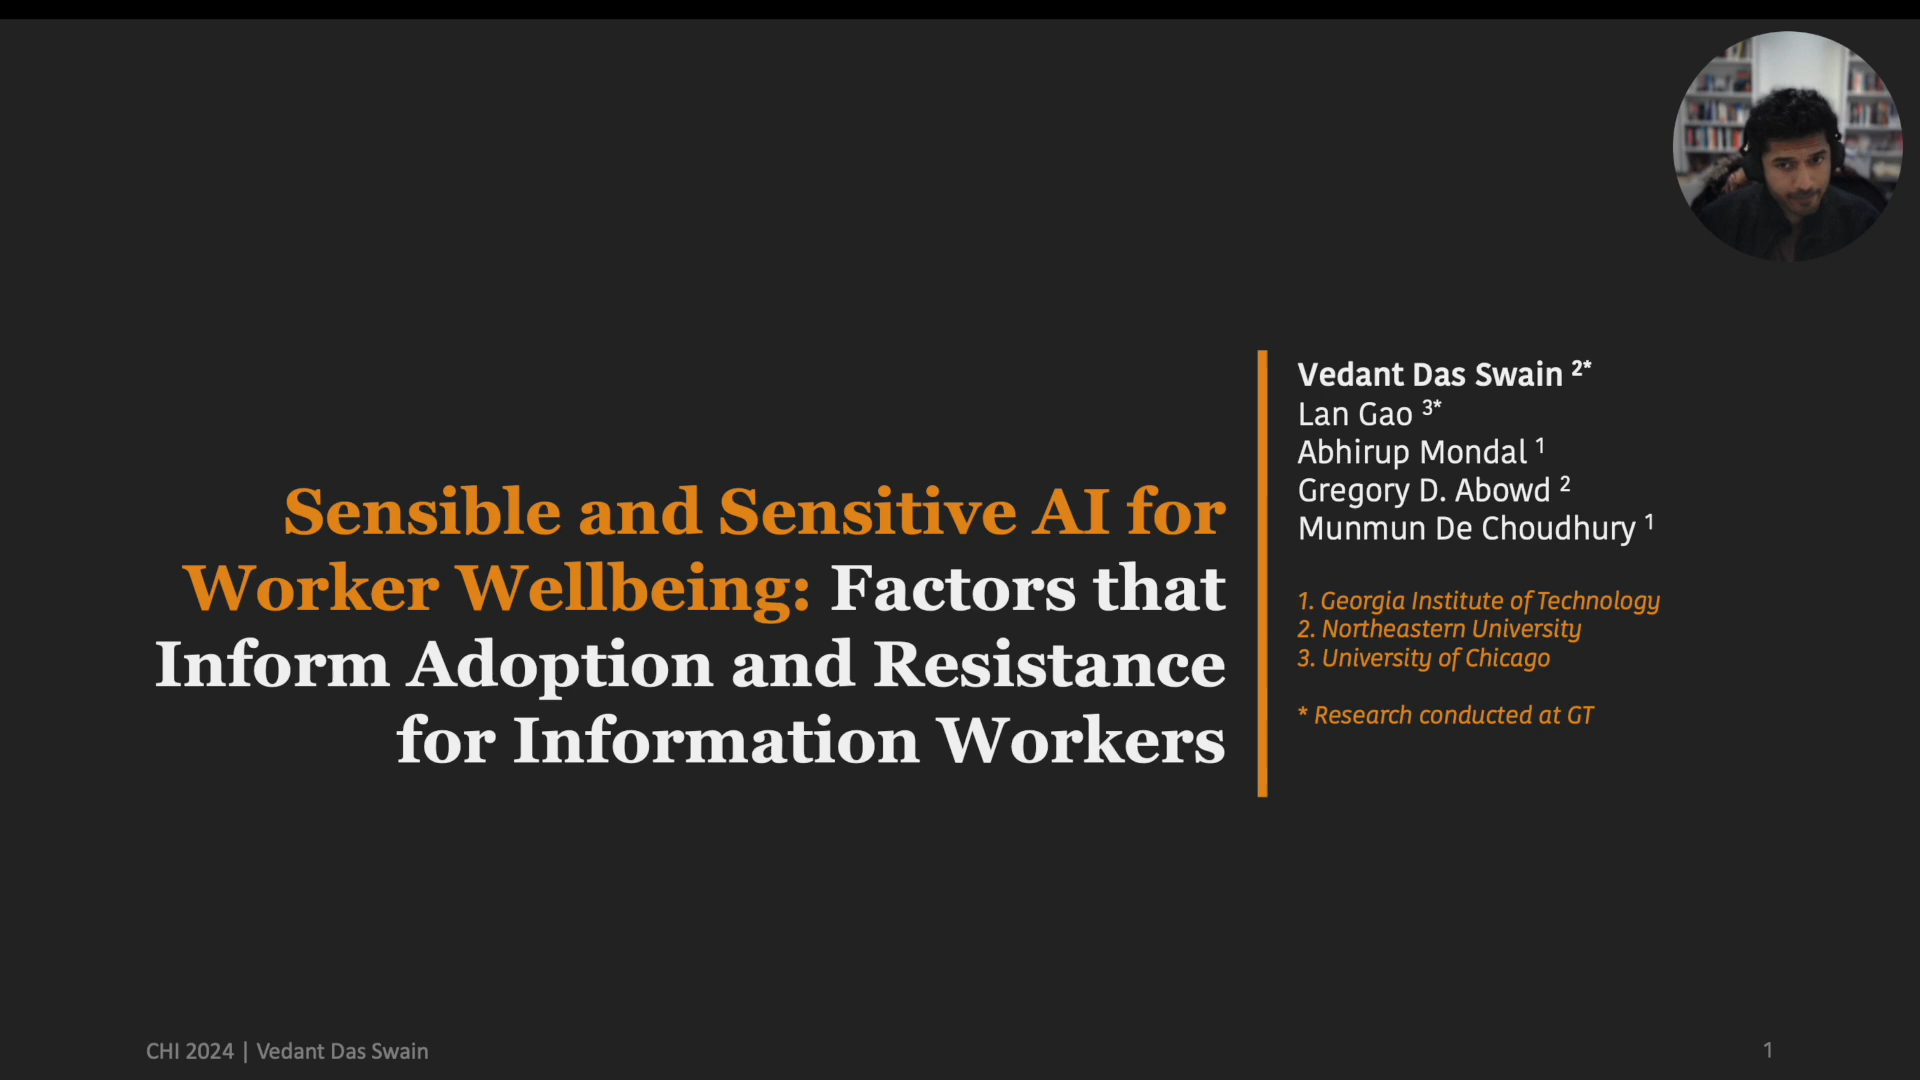 Sensible and Sensitive AI for
Worker Wellbeing: Factors that
Inform Adoption and Resistance
for Information Workers
Vedant Das Swain 2*
Lan Gao 3*
Abhirup Mondal 1
Gregory D. Abowd 2
Munmun De Choudhury 1
1. Georgia Institute of Technology
2. Northeastern University
3. University of Chicago
* Research conducted at GT
CHI 2024 | Vedant Das Swain
1